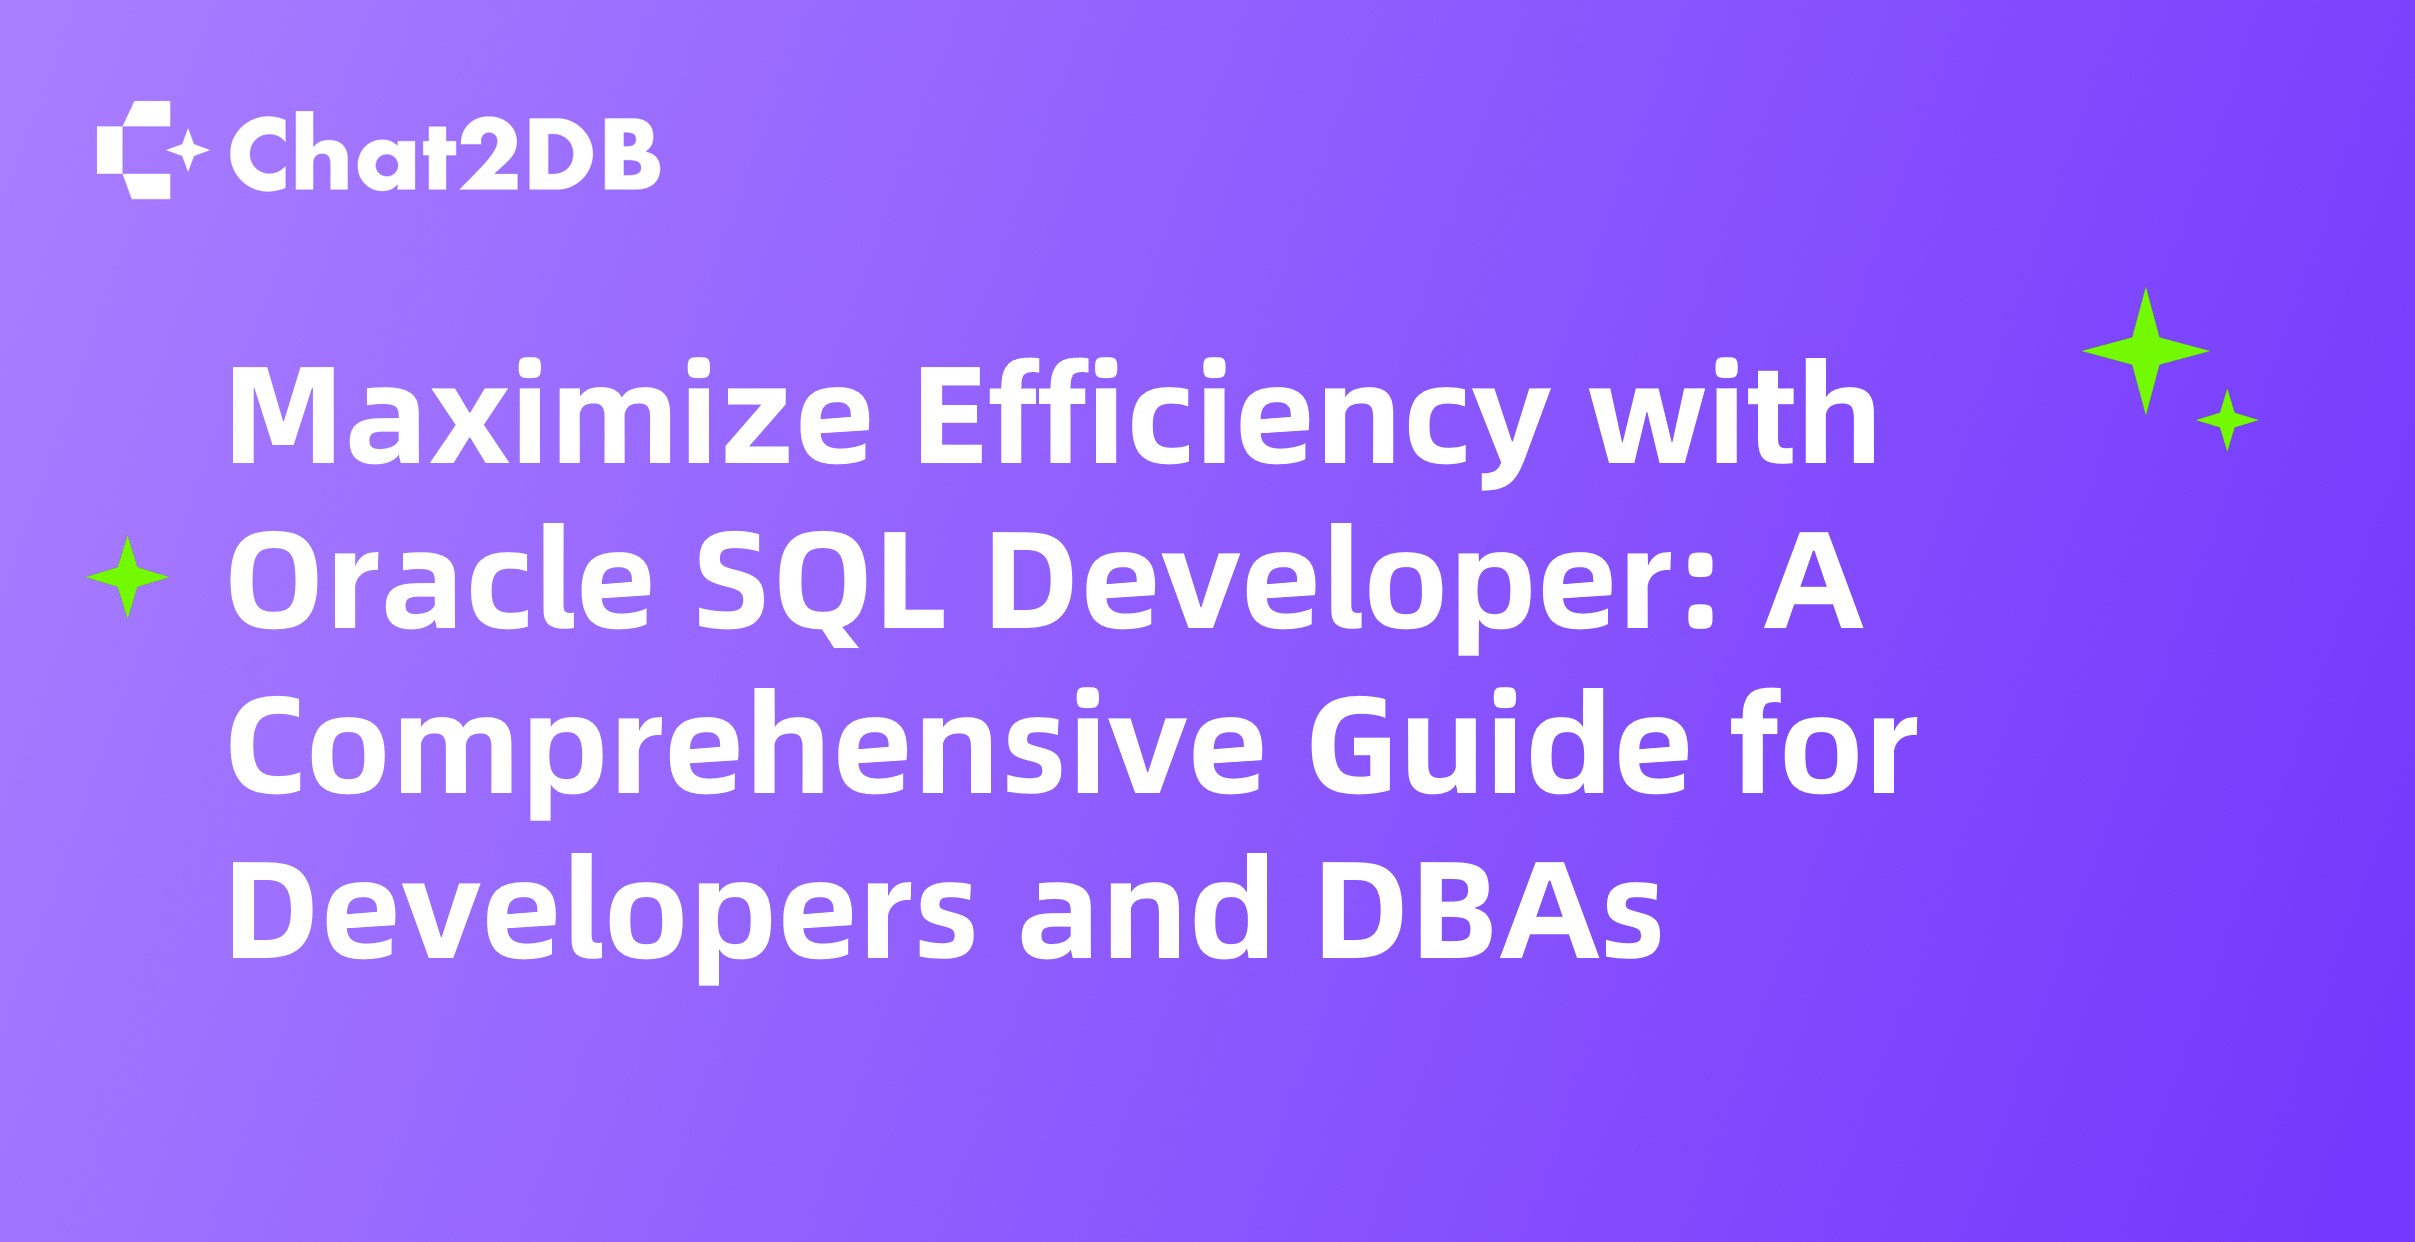 Chat2DB
Maximize Efficiency with
Oracle SQL Developer: A
Comprehensive Guide for
Developers and DBAs